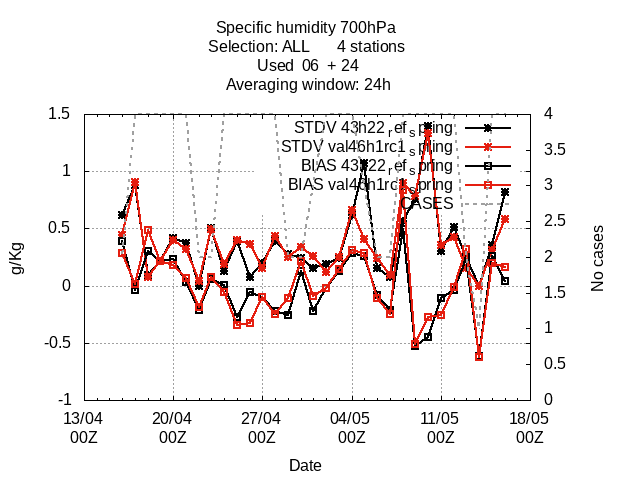 Specific humidity 700hPa
Selection: ALL 4 stations
Used 06 + 24
Averaging window: 24h
1.5
1
0.5
0
-0.5
-1
g/Kg
4
3.5
3
2.5
2
1.5
1
0.5
0
No cases
STDV 43h22_ref_spring
STDV val46h1rc1_spring
BIAS 43h22_ref_spring
BIAS val46h1rc1_spring
CASES
13/04 20/04 27/04 04/05 11/05 18/05
00Z 00Z 00Z 00Z 00Z 00Z
Date